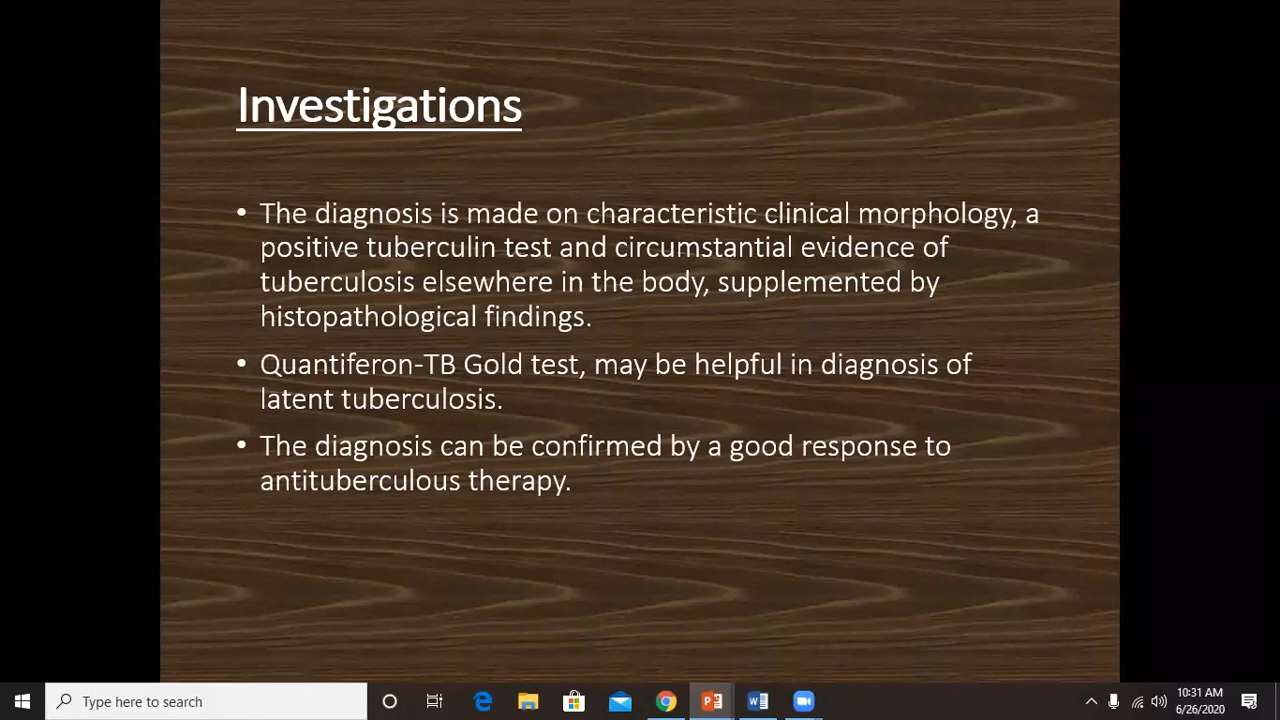 Investigations
• The diagnosis is made on characteristic clinical morphology, a
positive tuberculin test and circumstantial evidence of
tuberculosis elsewhere in the body, supplemented by
histopathological findings.
• Quantiferon-TB Gold test, may be helpful in diagnosis of
latent tuberculosis.
• The diagnosis can be confirmed by a good response to
antituberculous therapy.
Type here to search
10:31 AM
6/26/2020